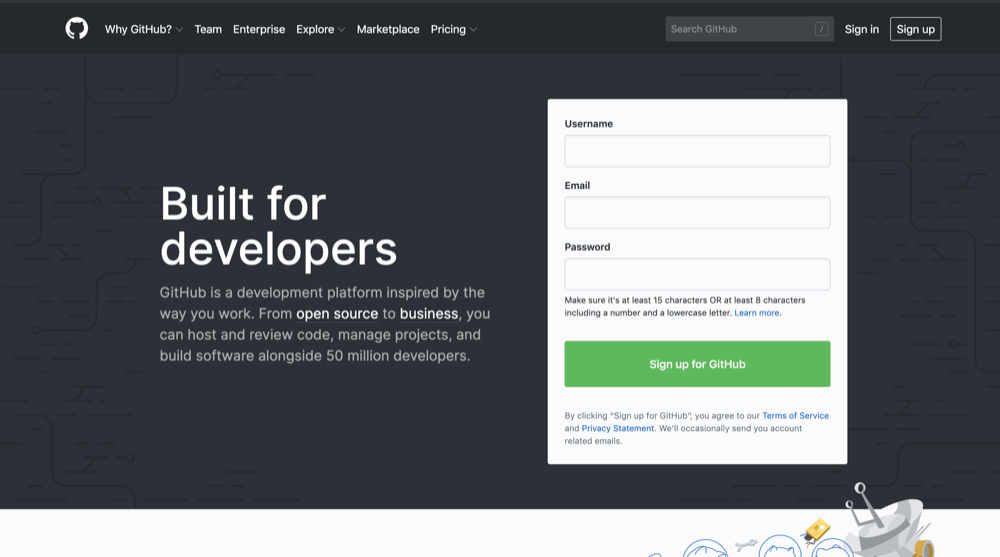 Why GitHub? Team Enterprise Explore Marketplace Pricing Search GitHub / Sign in Sign up
Built for
developers
GitHub is a development platform inspired by the
way you work. From open source to business, you
can host and review code, manage projects, and
build software alongside 50 million developers.
Username
Email
Password
Make sure it's at least 15 characters OR at least 8 characters
including a number and a lowercase letter. Learn more.
Sign up for GitHub
By clicking “Sign up for GitHub”, you agree to our Terms of Service
and Privacy Statement. We’ll occasionally send you account
related emails.